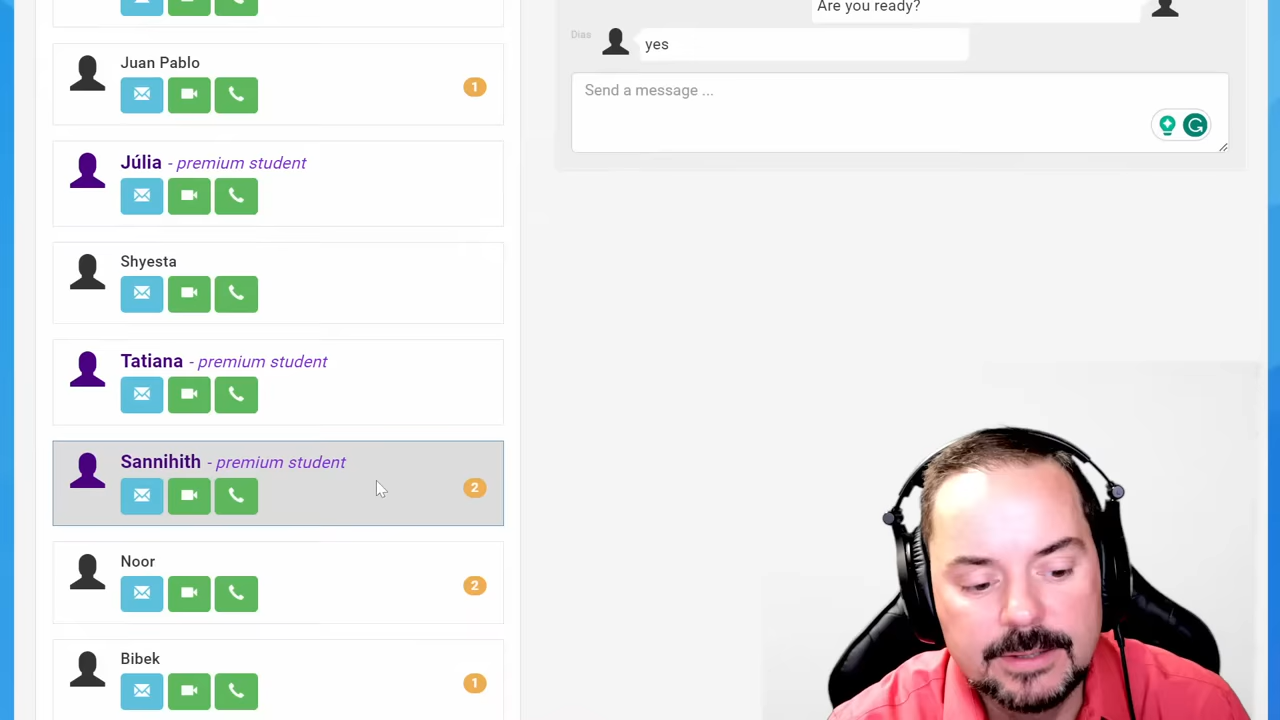 Are you ready?
Dias
yes
Send a message ...
Juan Pablo
1
Júlia - premium student
Shyesta
Tatiana - premium student
Sannihith - premium student
2
Noor
2
Bibek
1